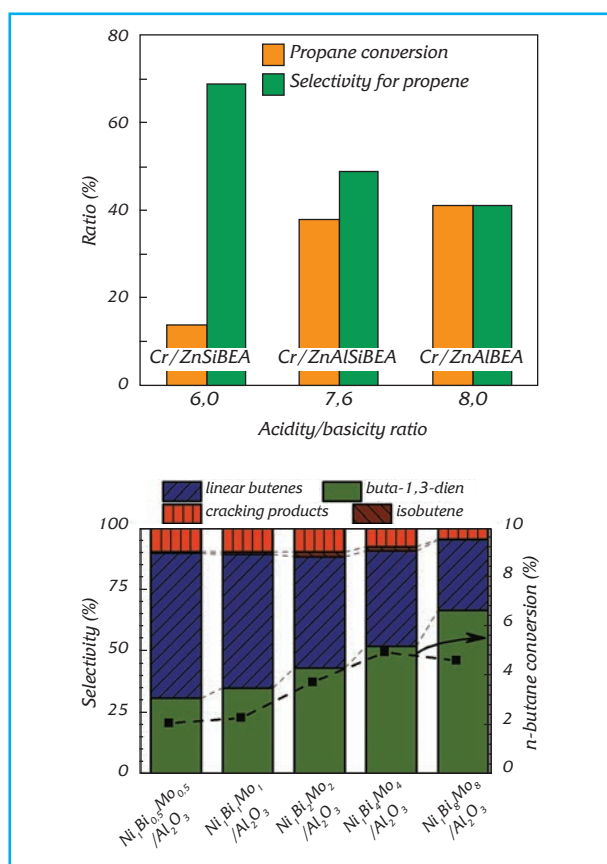 80
60
40
20
0
Ratio (%)
Propane conversion
Selectivity for propene
Cr/ZnSiBEA
Cr/ZnAlSiBEA
Cr/ZnAlBEA
6,0
7,6
8,0
Acidity/basicity ratio
linear butenes
buta-1,3-dien
cracking products
isobutene
100
75
50
25
0
Selectivity (%)
10
8
6
4
2
0
n-butane conversion (%)
Ni₁Bi₀.₅Mo₀.₅
/Al₂O₃
Ni₁Bi₁Mo₁
/Al₂O₃
Ni₁Bi₂Mo₂
/Al₂O₃
Ni₁Bi₄Mo₄
/Al₂O₃
Ni₁Bi₈Mo₈
/Al₂O₃